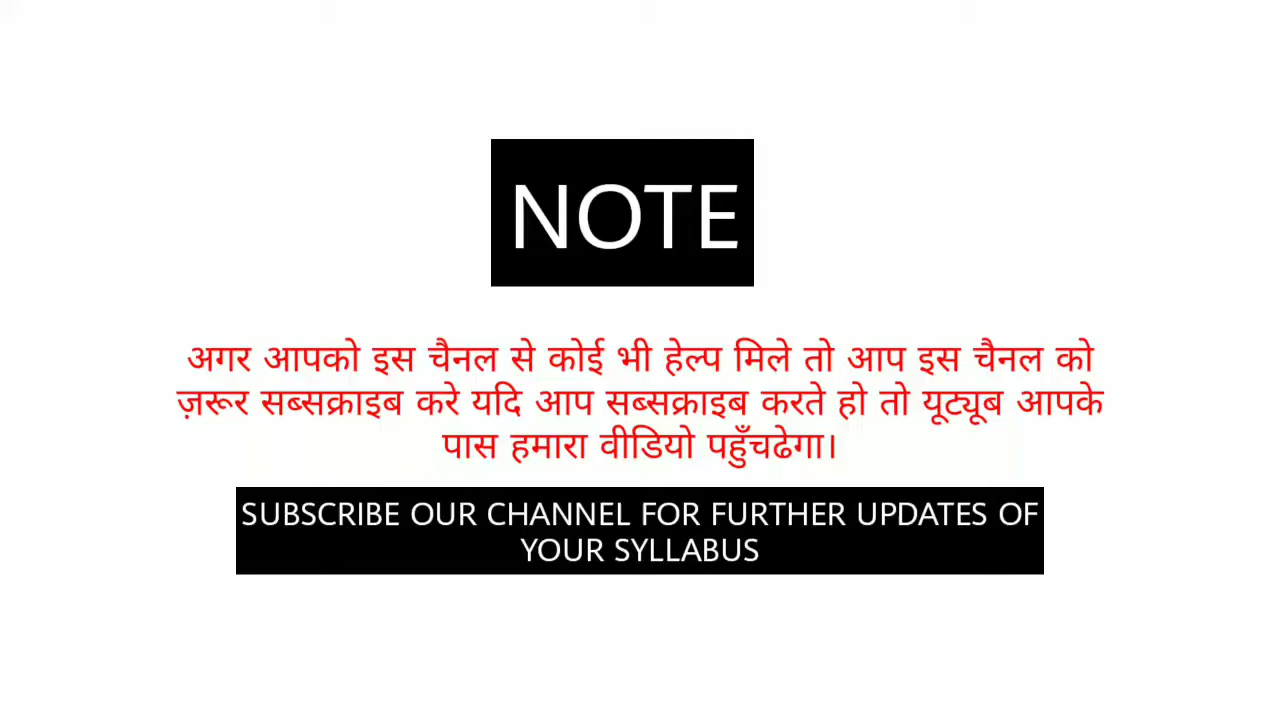 NOTE
अगर आपको इस चैनल से कोई भी हेल्प मिले तो आप इस चैनल को
ज़रूर सब्सक्राइब करे यदि आप सब्सक्राइब करते हो तो यूट्यूब आपके
पास हमारा वीडियो पहुँचढेगा।
SUBSCRIBE OUR CHANNEL FOR FURTHER UPDATES OF
YOUR SYLLABUS